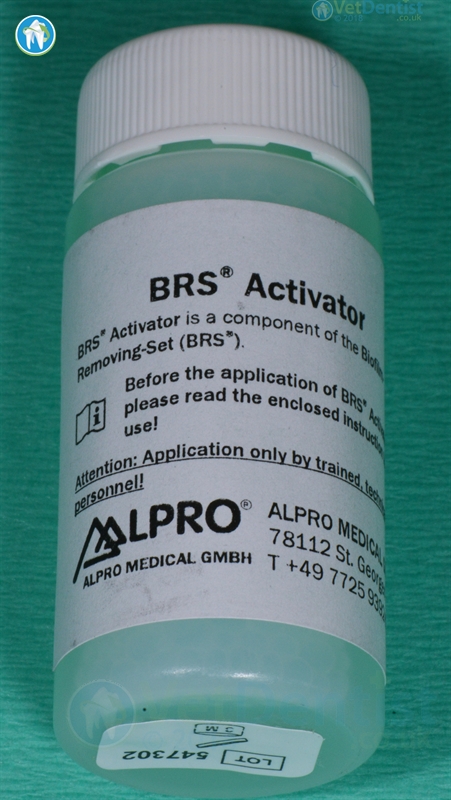 VetDentist
.co.uk
BRS® Activator
BRS® Activator is a component of the
Removing-Set (BRS®).
Before the application of BRS®
please read the enclosed
use!
Attention: Application only by trained,
personnel!
ALPRO®
ALPRO MEDICAL GMBH
ALPRO MEDICAL
78112 St.
T +49 7725
LOT
547302